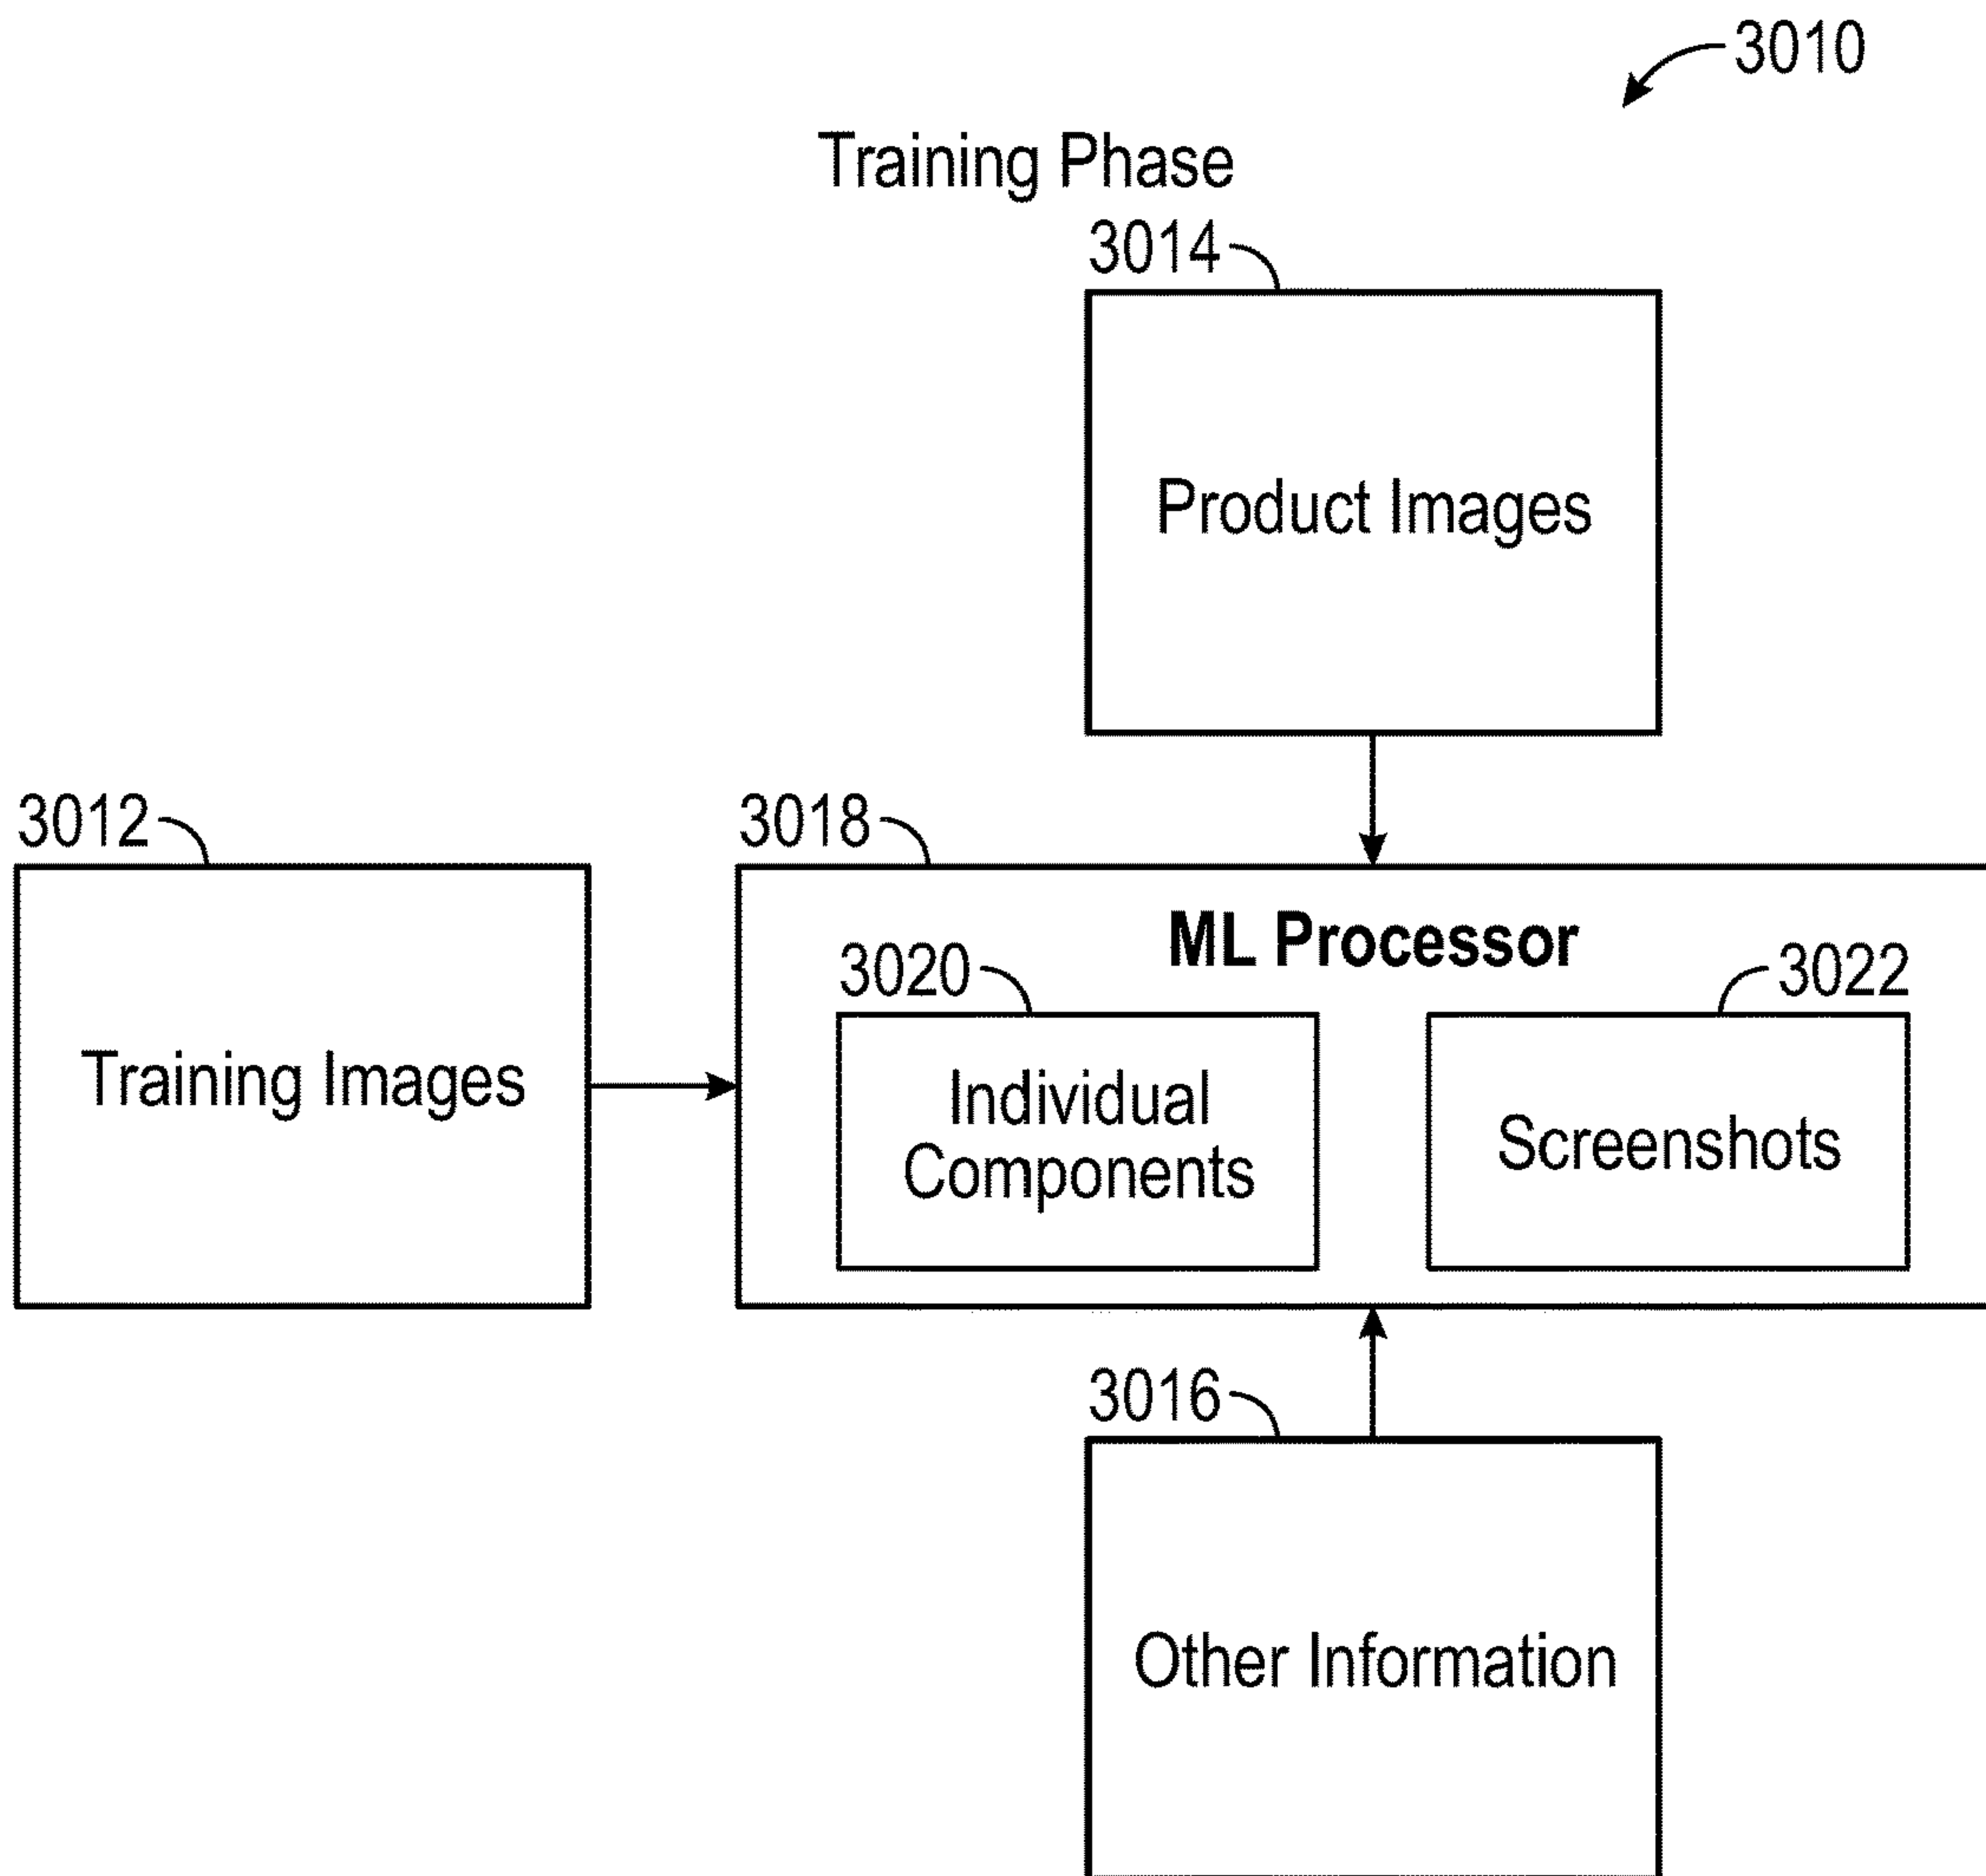 3010
Training Phase
3014
Product Images
3012
3018
Training Images
ML Processor
3020
3022
Individual
Components
Screenshots
3016
Other Information